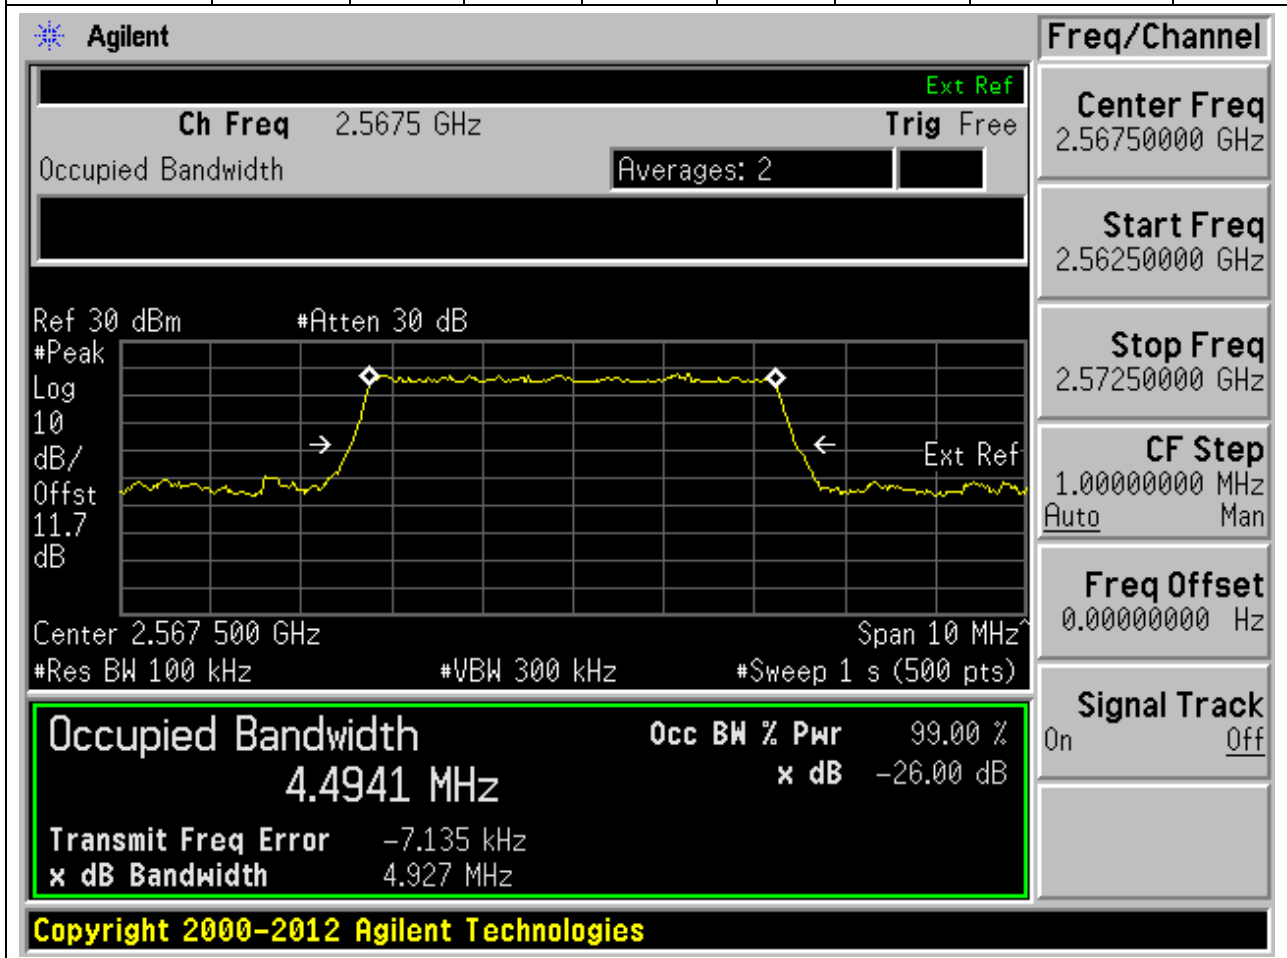 Agilent
Freq/Channel
Ext Ref
Ch Freq 2.5675 GHz Trig Free
Occupied Bandwidth Averages: 2
Center Freq
2.56750000 GHz
Start Freq
2.56250000 GHz
Stop Freq
2.57250000 GHz
CF Step
1.00000000 MHz
Auto Man
Freq Offset
0.00000000 Hz
Signal Track
On Off
Ref 30 dBm #Atten 30 dB
#Peak
Log
10
dB/
Offst
11.7
dB
Ext Ref
Center 2.567 500 GHz Span 10 MHz^
#Res BW 100 kHz #VBW 300 kHz #Sweep 1 s (500 pts)
Occupied Bandwidth Occ BW % Pwr 99.00 %
4.4941 MHz x dB -26.00 dB
Transmit Freq Error -7.135 kHz
x dB Bandwidth 4.927 MHz
Copyright 2000-2012 Agilent Technologies